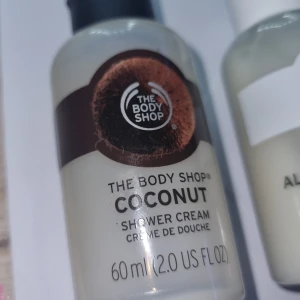 THE
BODY
SHOP
THE BODY SHOP®
COCONUT
SHOWER CREAM
CRÈME DE DOUCHE
60 ml (2.0 US FL OZ)
AL